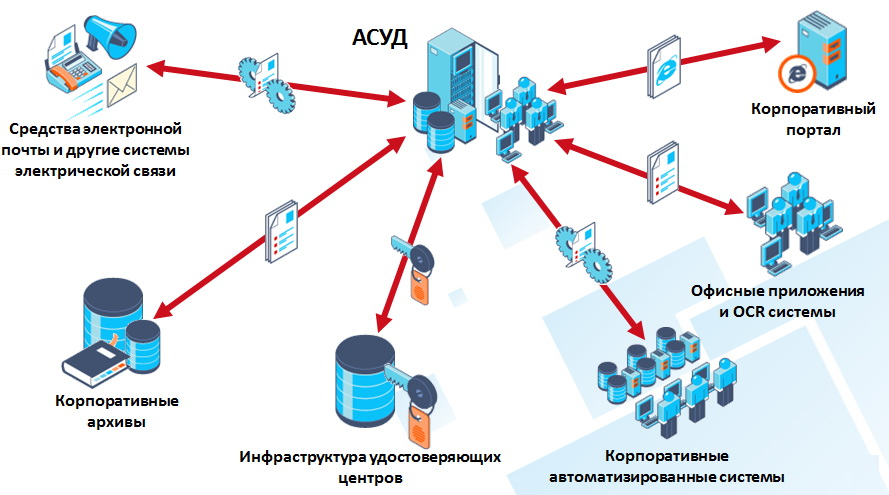 АСУД
Средства электронной
почты и другие системы
электрической связи
Корпоративный
портал
Офисные приложения
и OCR системы
Корпоративные
архивы
Инфраструктура удостоверяющих
центров
Корпоративные
автоматизированные системы